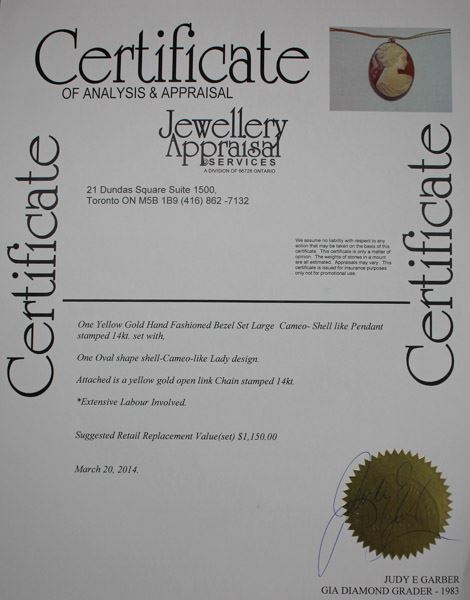 Certificate
OF ANALYSIS & APPRAISAL
Jewellery
Appraisal
SERVICES
A DIVISION OF 66728 ONTARIO
21 Dundas Square Suite 1500,
Toronto ON M5B 1B9 (416) 862 -7132
Certificate
Certificate
We assume no liability with respect to any
action that may be taken on the basis of this
certificate. This certificate is only a matter of
opinion. The weights of stones in a mount
are all estimated. Appraisals may vary. This
certificate is issued for insurance purposes
only not for promotional use.
One Yellow Gold Hand Fashioned Bezel Set Large Cameo- Shell like Pendant
stamped 14kt. set with,
One Oval shape shell-Cameo-like Lady design.
Attached is a yellow gold open link Chain stamped 14kt.
*Extensive Labour Involved.
Suggested Retail Replacement Value(set) $1,150.00
March 20, 2014.
JUDY E GARBER
GIA DIAMOND GRADER - 1983